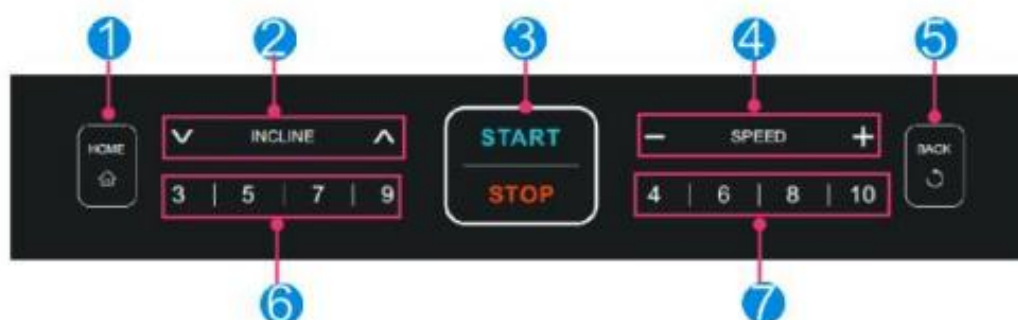 1 2 3 4 5
HOME INCLINE START — SPEED + BACK
3 | 5 | 7 | 9 STOP 4 | 6 | 8 | 10
6 7